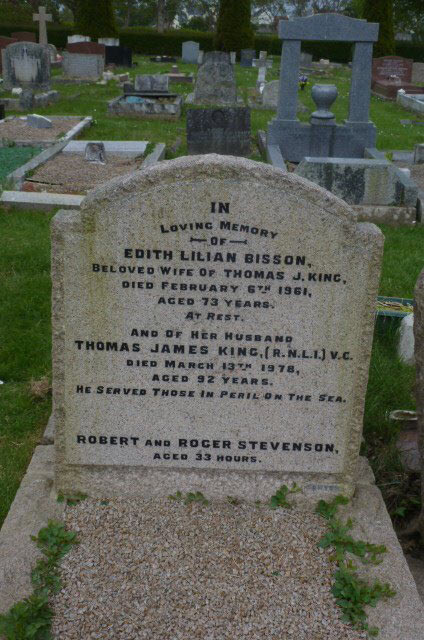 IN
LOVING MEMORY
OF
EDITH LILIAN BISSON,
BELOVED WIFE OF THOMAS J. KING,
DIED FEBRUARY 6TH 1961,
AGED 73 YEARS.
AT REST.
AND OF HER HUSBAND
THOMAS JAMES KING, (R.N.L.I.) V.C.
DIED MARCH 13TH 1978,
AGED 92 YEARS.
HE SERVED THOSE IN PERIL ON THE SEA.
ROBERT AND ROGER STEVENSON,
AGED 33 HOURS.